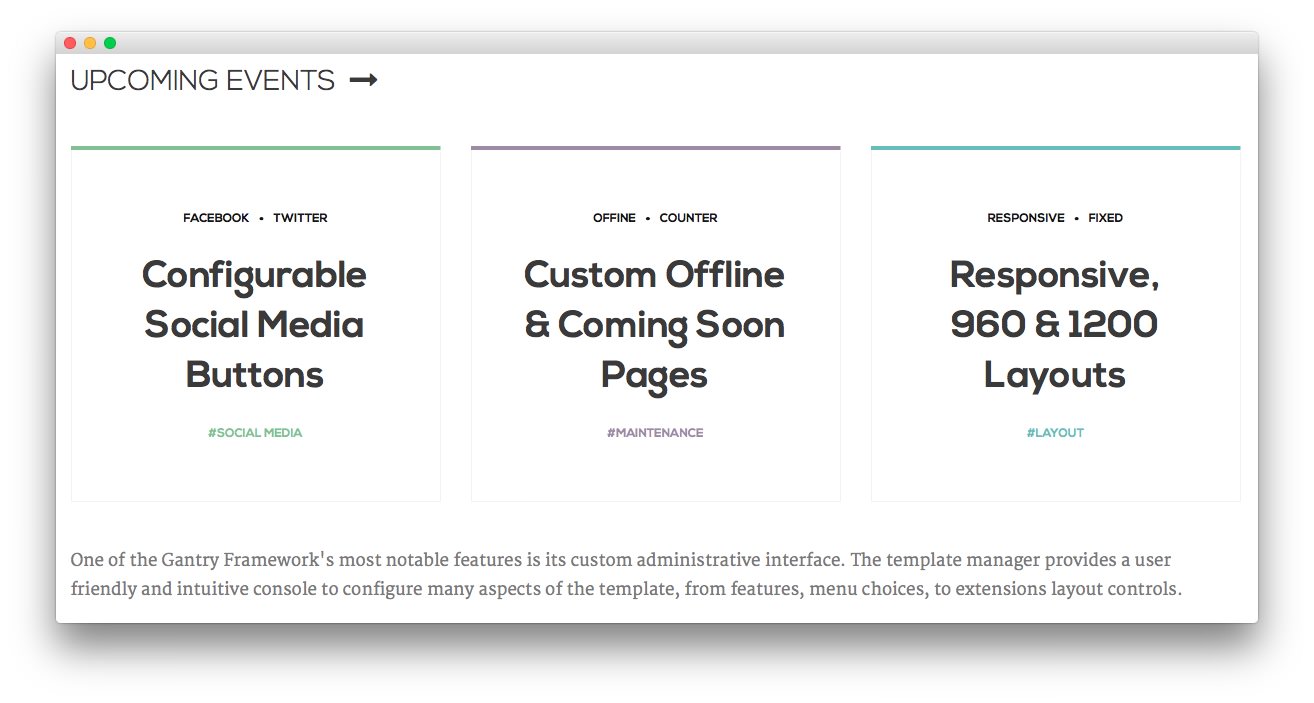 UPCOMING EVENTS
FACEBOOK • TWITTER
Configurable
Social Media
Buttons
#SOCIAL MEDIA
OFFINE • COUNTER
Custom Offline
& Coming Soon
Pages
#MAINTENANCE
RESPONSIVE • FIXED
Responsive,
960 & 1200
Layouts
#LAYOUT
One of the Gantry Framework's most notable features is its custom administrative interface. The template manager provides a user
friendly and intuitive console to configure many aspects of the template, from features, menu choices, to extensions layout controls.